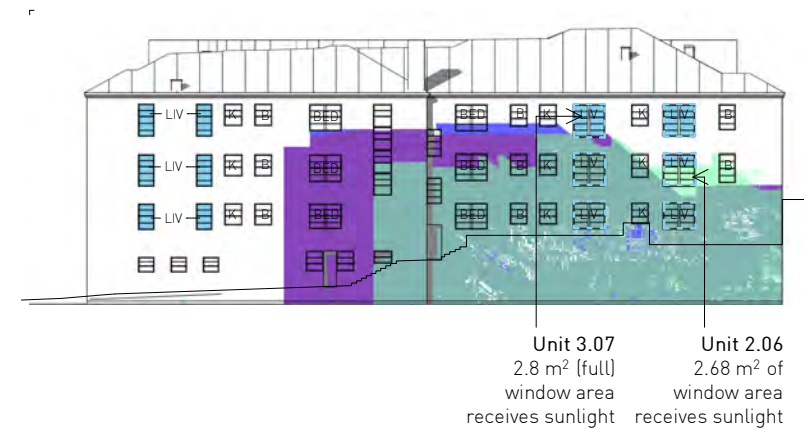 LIV K B BED BED B K LIV K LIV B
LIV K B BED BED B K LIV K LIV B
LIV K B BED BED B K LIV K LIV
Unit 3.07
2.8 m² (full)
window area
receives sunlight
Unit 2.06
2.68 m² of
window area
receives sunlight